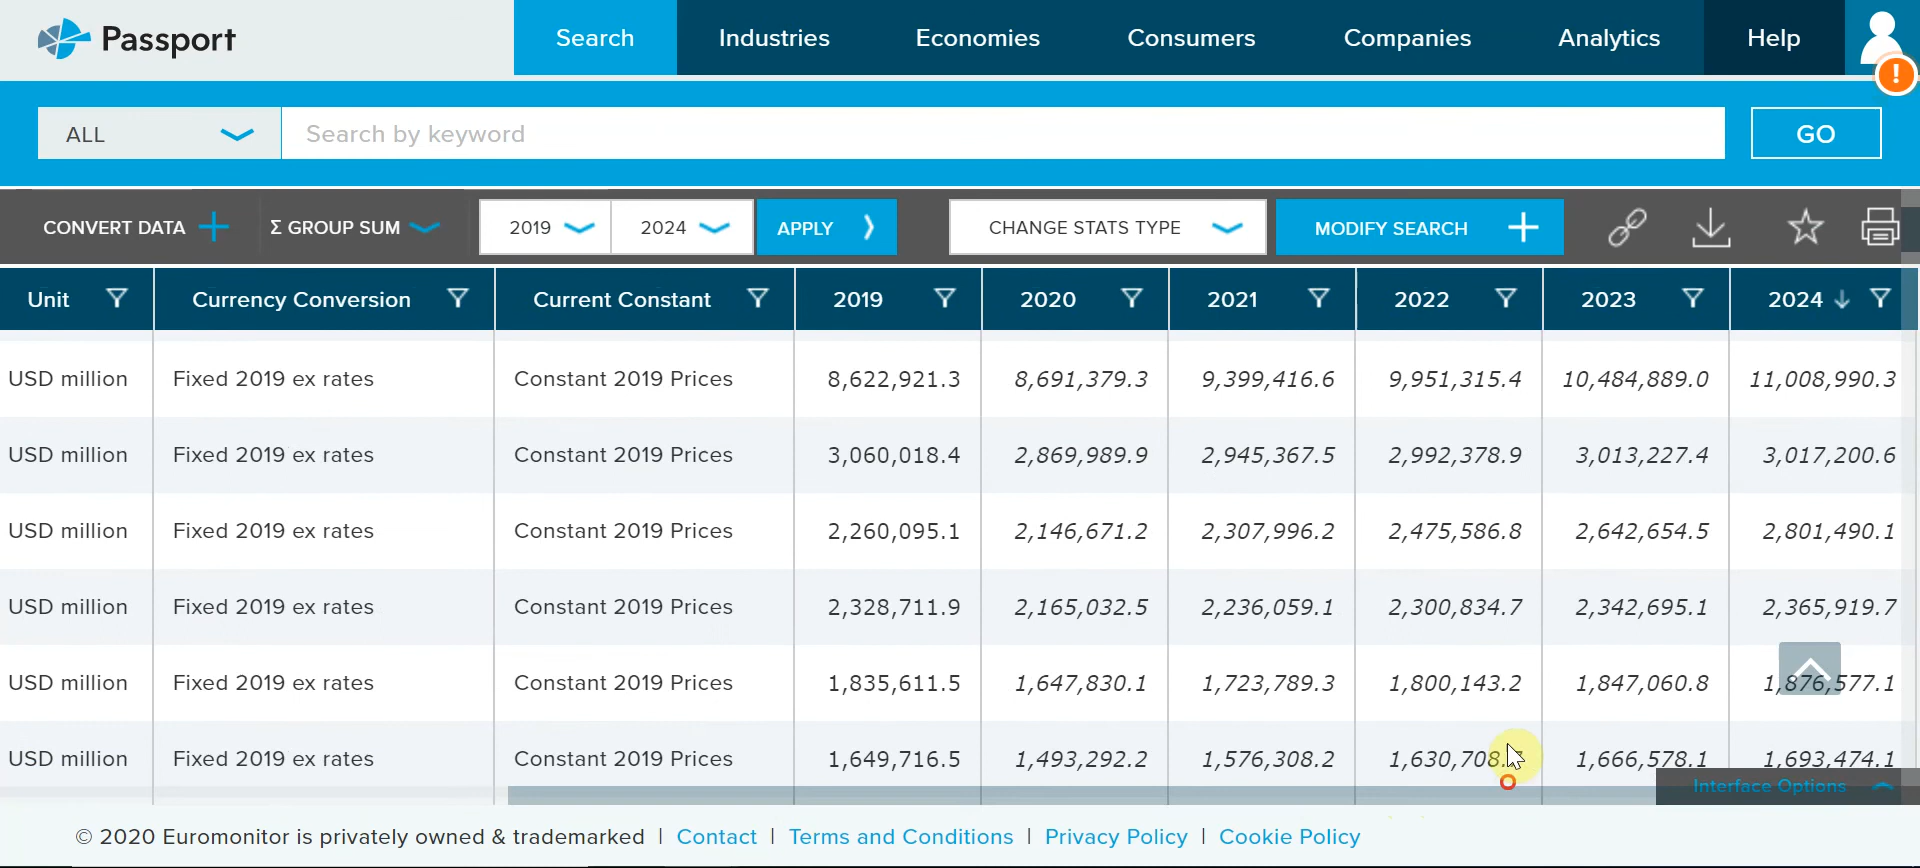 Passport
Search Industries Economies Consumers Companies Analytics Help
!
ALL Search by keyword GO
CONVERT DATA Σ GROUP SUM 2019 2024 APPLY CHANGE STATS TYPE MODIFY SEARCH
Unit Currency Conversion Current Constant 2019 2020 2021 2022 2023 2024
USD million Fixed 2019 ex rates Constant 2019 Prices 8,622,921.3 8,691,379.3 9,399,416.6 9,951,315.4 10,484,889.0 11,008,990.3
USD million Fixed 2019 ex rates Constant 2019 Prices 3,060,018.4 2,869,989.9 2,945,367.5 2,992,378.9 3,013,227.4 3,017,200.6
USD million Fixed 2019 ex rates Constant 2019 Prices 2,260,095.1 2,146,671.2 2,307,996.2 2,475,586.8 2,642,654.5 2,801,490.1
USD million Fixed 2019 ex rates Constant 2019 Prices 2,328,711.9 2,165,032.5 2,236,059.1 2,300,834.7 2,342,695.1 2,365,919.7
USD million Fixed 2019 ex rates Constant 2019 Prices 1,835,611.5 1,647,830.1 1,723,789.3 1,800,143.2 1,847,060.8 1,876,577.1
USD million Fixed 2019 ex rates Constant 2019 Prices 1,649,716.5 1,493,292.2 1,576,308.2 1,666,578.1 1,693,474.1
Interface Options
© 2020 Euromonitor is privately owned & trademarked | Contact | Terms and Conditions | Privacy Policy | Cookie Policy